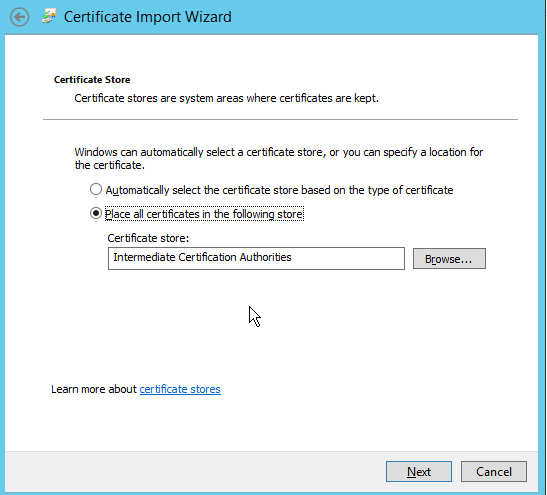 Certificate Import Wizard
Certificate Store
Certificate stores are system areas where certificates are kept.
Windows can automatically select a certificate store, or you can specify a location for
the certificate.
Automatically select the certificate store based on the type of certificate
Place all certificates in the following store
Certificate store:
Intermediate Certification Authorities
Browse...
Learn more about certificate stores
Next
Cancel